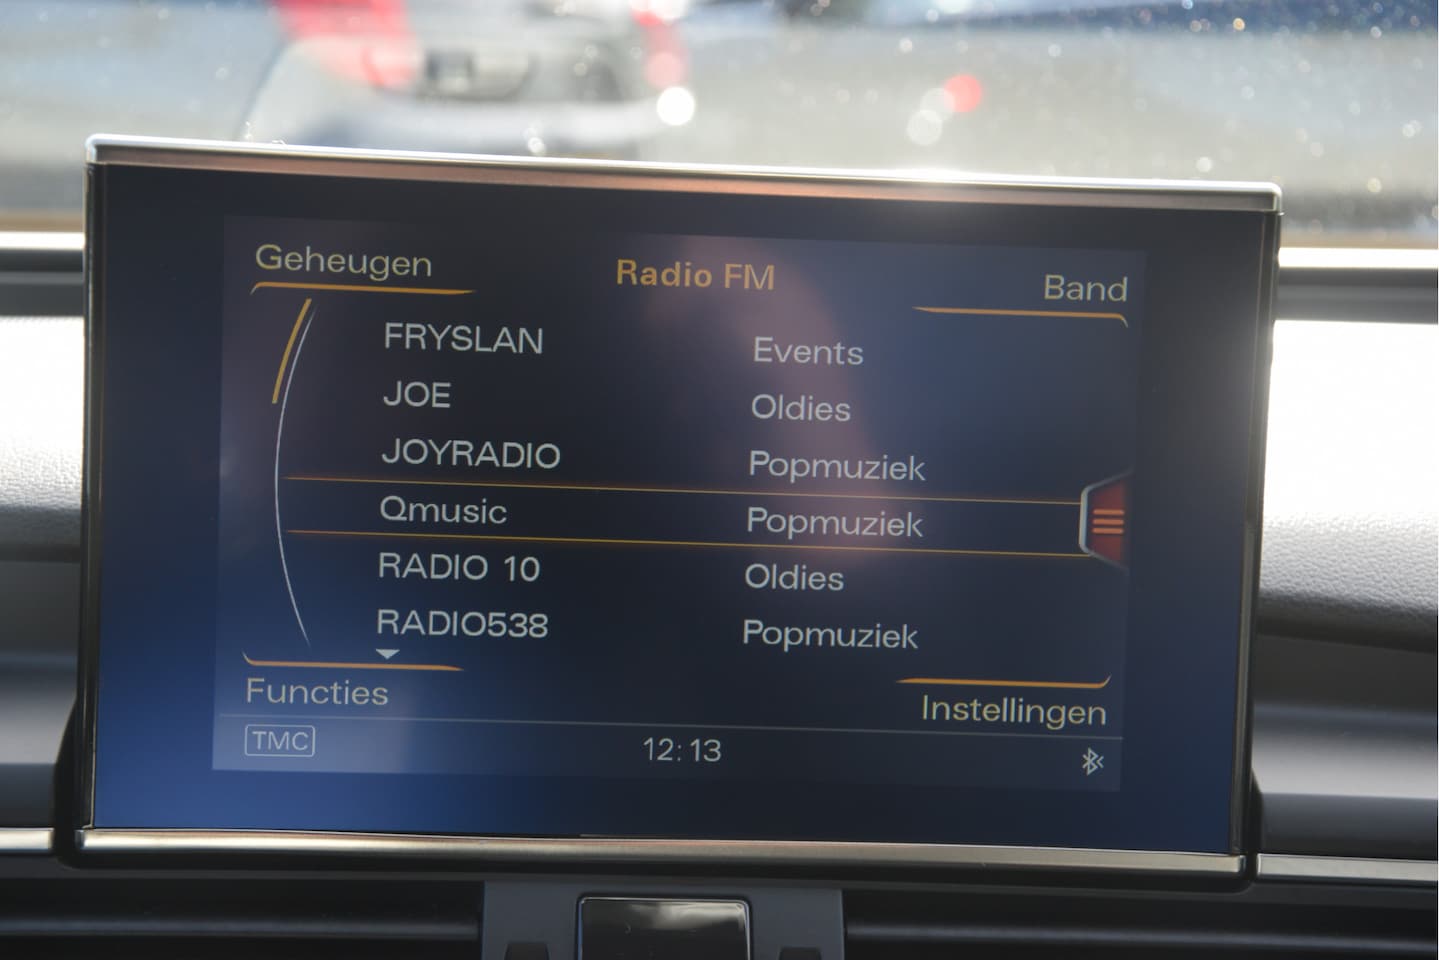 Geheugen Radio FM Band
FRYSLAN Events
JOE Oldies
JOYRADIO Popmuziek
Qmusic Popmuziek
RADIO 10 Oldies
RADIO538 Popmuziek
Functies Instellingen
TMC 12:13